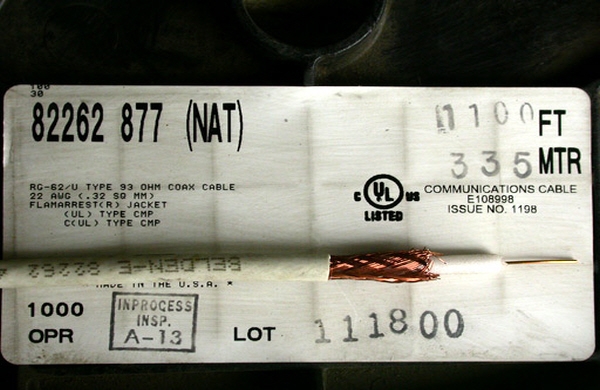 100
30
82262 877 (NAT)
1100 FT
335 MTR
RG-62/U TYPE 93 OHM COAX CABLE
22 AWG (.32 SQ MM)
FLAMARREST(R) JACKET
(UL) TYPE CMP
C(UL) TYPE CMP
C UL US
LISTED
COMMUNICATIONS CABLE
E108998
ISSUE NO. 1198
BELDEN-E 82262
MADE IN THE U.S.A. *
1000
OPR
INPROCESS
INSP.
A-13
LOT 111800